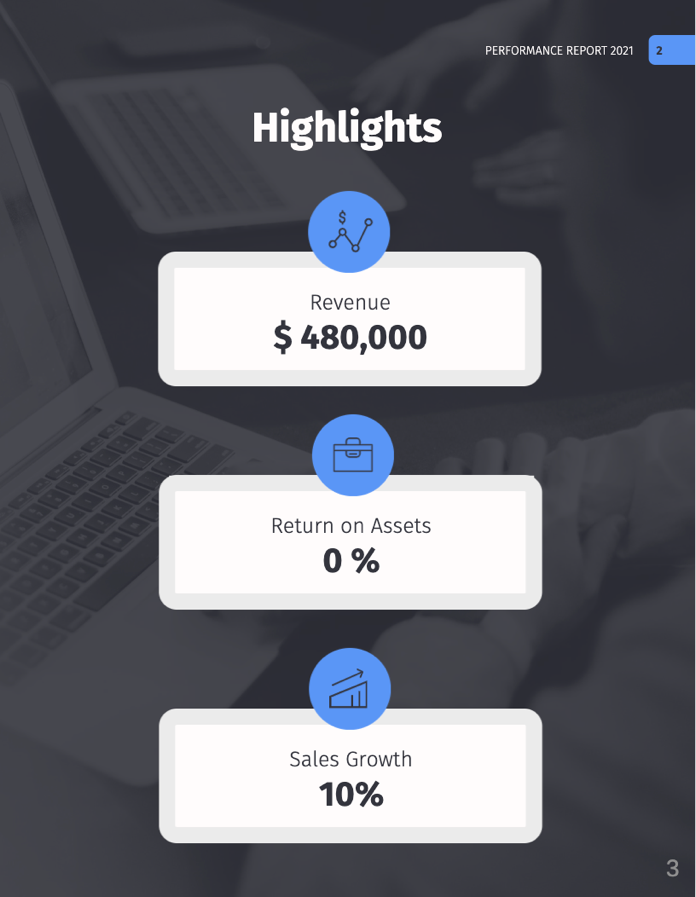 PERFORMANCE REPORT 2021 2
Highlights
$
Revenue
$ 480,000
Return on Assets
0 %
Sales Growth
10%
3